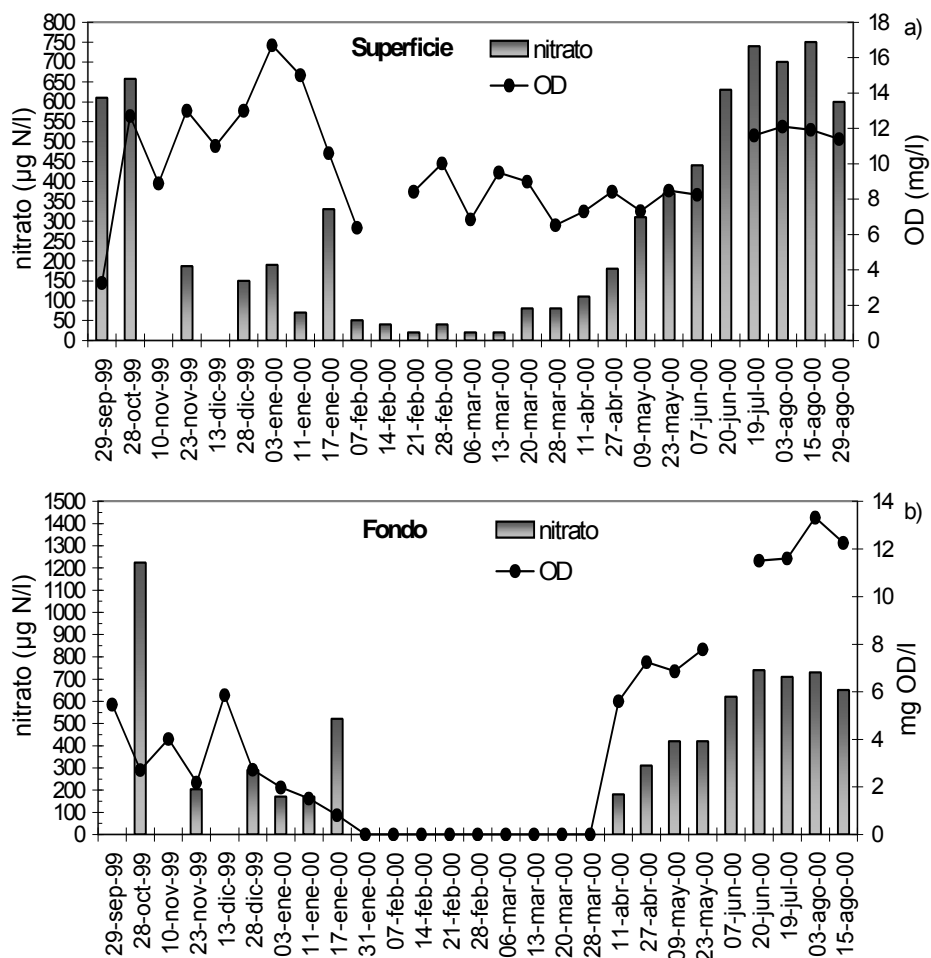 a)
Superficie
nitrato
OD
nitrato (µg N/l)
OD (mg/l)
800
750
700
650
600
550
500
450
400
350
300
250
200
150
100
50
0
18
16
14
12
10
8
6
4
2
0
29-sep-99
28-oct-99
10-nov-99
23-nov-99
13-dic-99
28-dic-99
03-ene-00
11-ene-00
17-ene-00
07-feb-00
14-feb-00
21-feb-00
28-feb-00
06-mar-00
13-mar-00
20-mar-00
28-mar-00
11-abr-00
27-abr-00
09-may-00
23-may-00
07-jun-00
20-jun-00
19-jul-00
03-ago-00
15-ago-00
29-ago-00
b)
Fondo
nitrato
OD
nitrato (µg N/l)
mg OD/l
1500
1400
1300
1200
1100
1000
900
800
700
600
500
400
300
200
100
0
14
12
10
8
6
4
2
0
29-sep-99
28-oct-99
10-nov-99
23-nov-99
13-dic-99
28-dic-99
03-ene-00
11-ene-00
17-ene-00
31-ene-00
07-feb-00
14-feb-00
21-feb-00
28-feb-00
06-mar-00
13-mar-00
20-mar-00
28-mar-00
11-abr-00
27-abr-00
09-may-00
23-may-00
07-jun-00
20-jun-00
19-jul-00
03-ago-00
15-ago-00